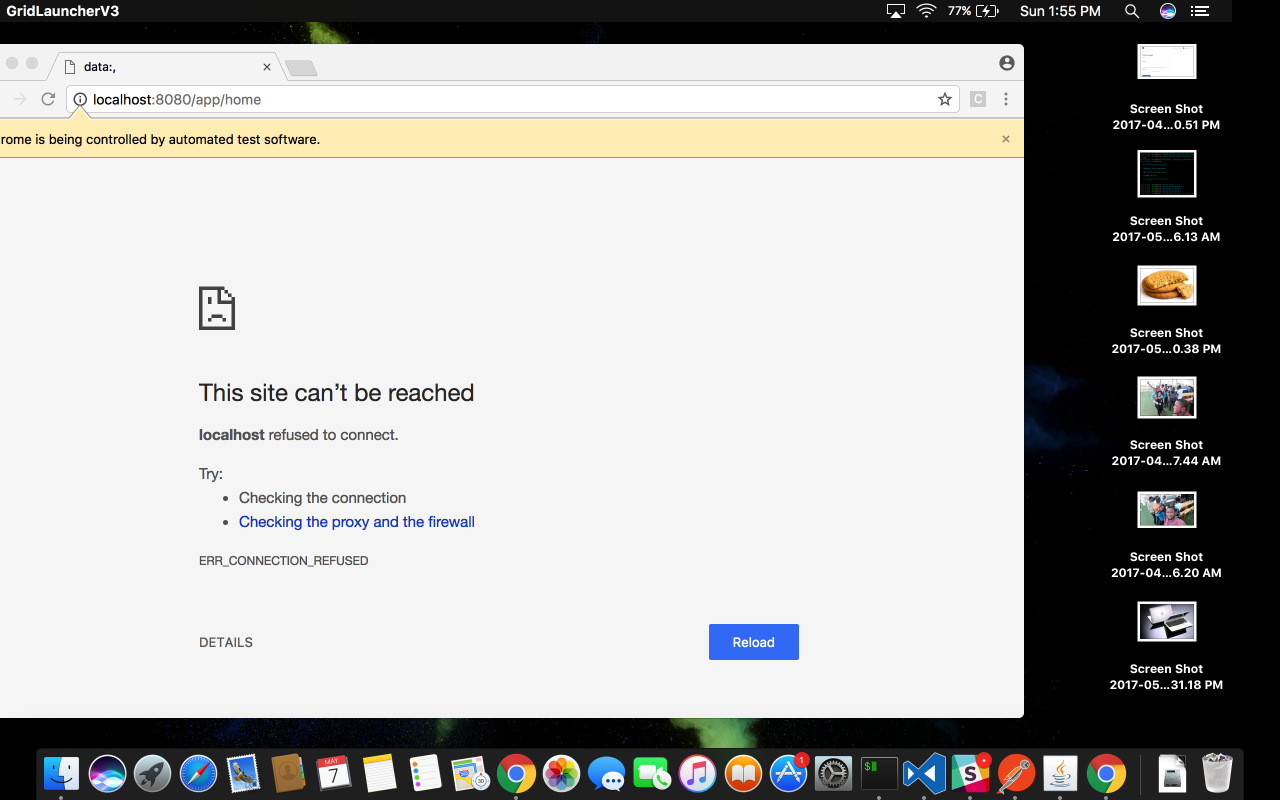 GridLauncherV3
77%
Sun 1:55 PM
data:,
localhost:8080/app/home
C
rome is being controlled by automated test software.
This site can’t be reached
localhost refused to connect.
Try:
Checking the connection
Checking the proxy and the firewall
ERR_CONNECTION_REFUSED
DETAILS
Reload
Screen Shot
2017-04...0.51 PM
Screen Shot
2017-05...6.13 AM
Screen Shot
2017-05...0.38 PM
Screen Shot
2017-04...7.44 AM
Screen Shot
2017-04...6.20 AM
Screen Shot
2017-05...31.18 PM
MAY
7
3D
1
$
S